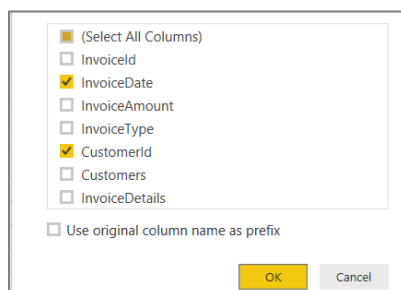 (Select All Columns)
InvoiceId
InvoiceDate
InvoiceAmount
InvoiceType
CustomerId
Customers
InvoiceDetails
Use original column name as prefix
OK Cancel